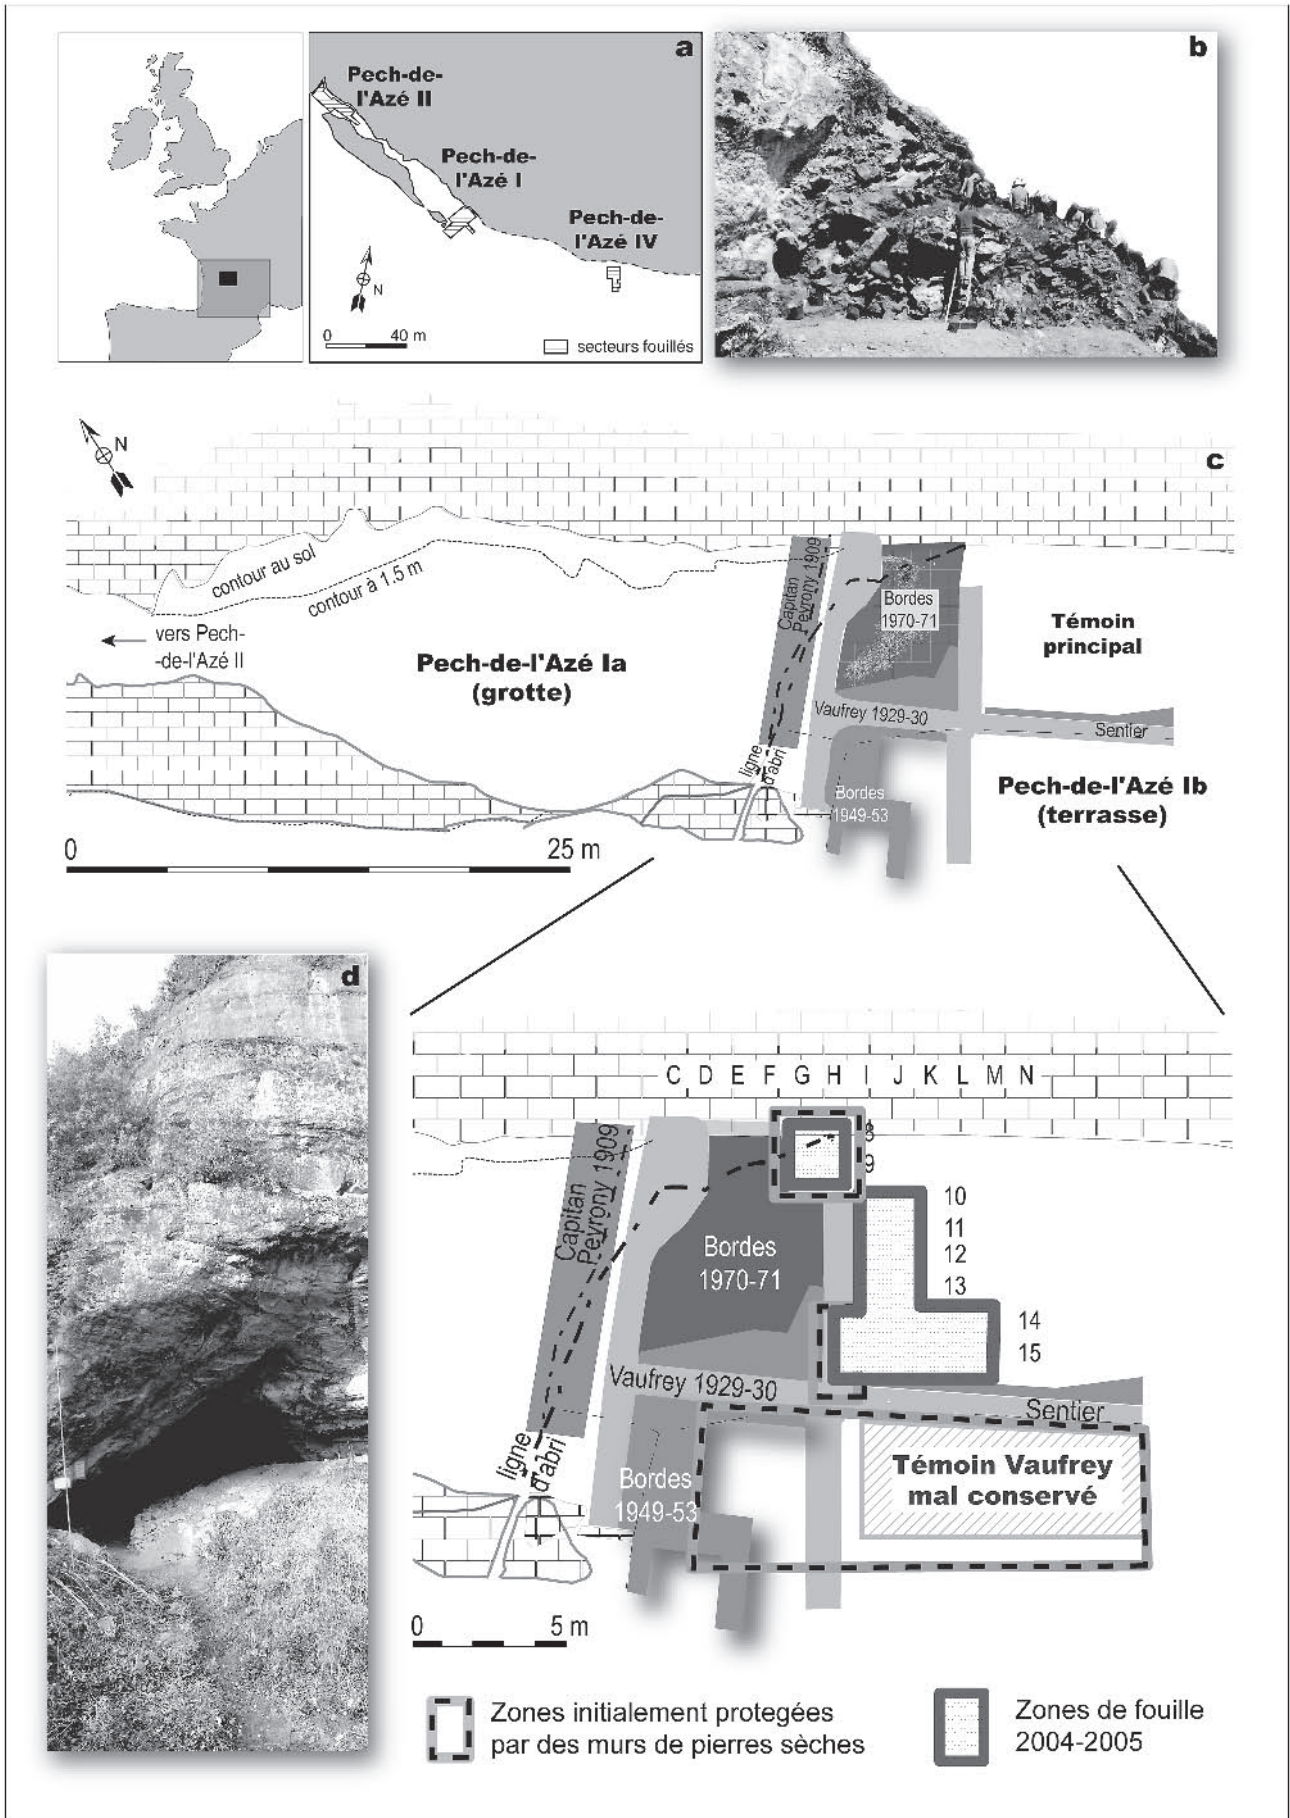 a
Pech-de-
l'Azé II
Pech-de-
l'Azé I
Pech-de-
l'Azé IV
N
0 40 m
secteurs fouillés
b
c
N
contour au sol
contour à 1.5 m
vers Pech-
-de-l'Azé II
Pech-de-l'Azé Ia
(grotte)
Capitan
Peyrony 1909
Bordes
1970-71
Témoin
principal
Vaufrey 1929-30
Sentier
ligne
d'abri
Bordes
1949-53
Pech-de-l'Azé Ib
(terrasse)
0 25 m
d
C D E F G H I J K L M N
8
9
10
11
12
13
14
15
Capitan
Peyrony 1909
Bordes
1970-71
Vaufrey 1929-30
Sentier
ligne
d'abri
Bordes
1949-53
Témoin Vaufrey
mal conservé
0 5 m
Zones initialement protegées
par des murs de pierres sèches
Zones de fouille
2004-2005